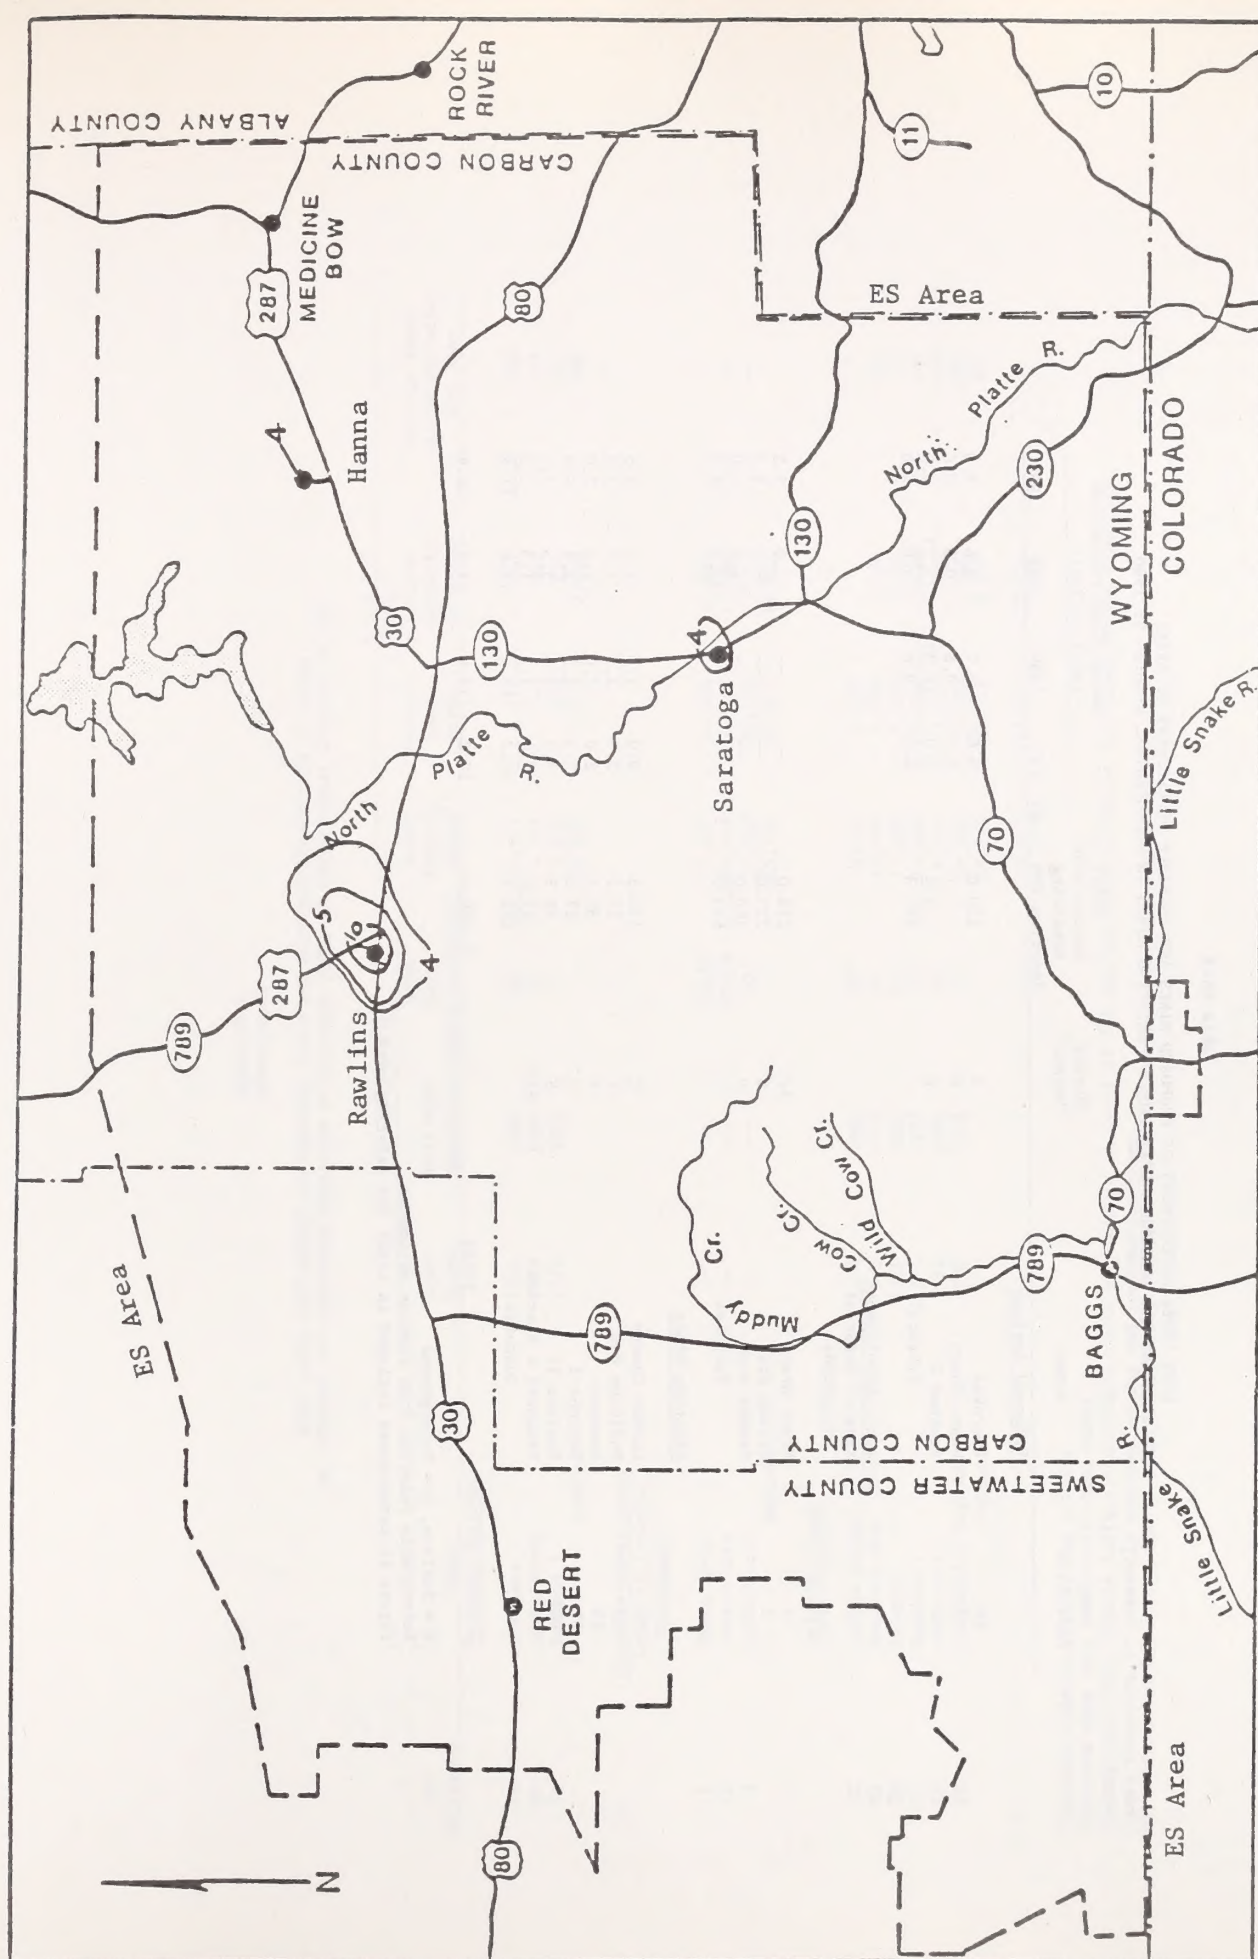 ES Area
N
ALBANY COUNTY
CARBON COUNTY
789
287
287
MEDICINE
BOW
ROCK
RIVER
4
Hanna
North
Platte
R.
5
10
4
Rawlins
30
130
80
80
30
RED
DESERT
789
Muddy
Cr.
Cow Cr.
Wild Cow Cr.
Saratoga
4
130
ES Area
11
North
Platte
R.
230
10
70
789
70
BAGGS
CARBON COUNTY
SWEETWATER COUNTY
WYOMING
COLORADO
Little Snake
R.
Little Snake R.
ES Area